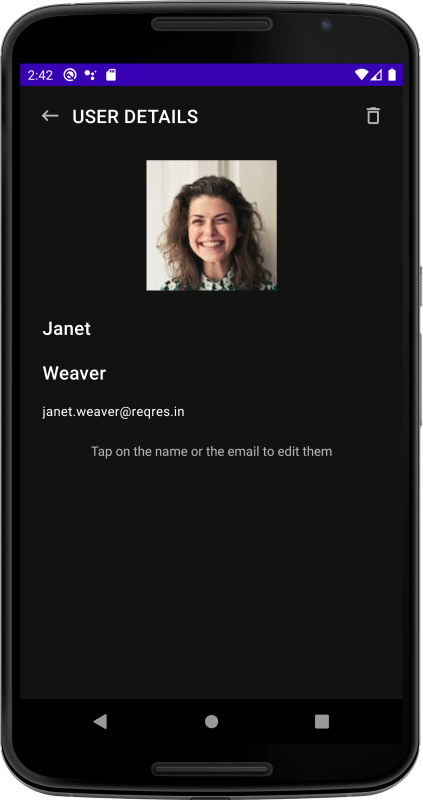 2:42
USER DETAILS
Janet
Weaver
janet.weaver@reqres.in
Tap on the name or the email to edit them